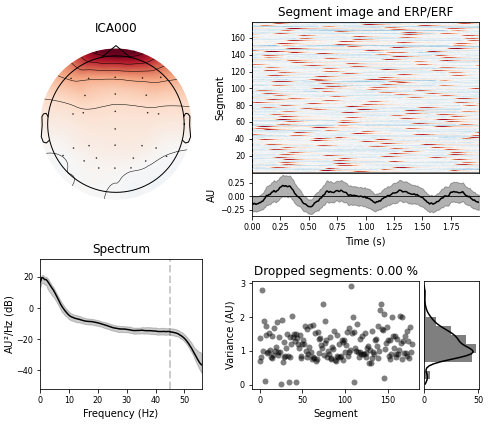 ICA000
Segment image and ERP/ERF
Segment
160
140
120
100
80
60
40
20
AU
0.25
0.00
−0.25
0.00 0.25 0.50 0.75 1.00 1.25 1.50 1.75
Time (s)
Spectrum
AU²/Hz (dB)
20
0
−20
−40
0 10 20 30 40 50
Frequency (Hz)
Dropped segments: 0.00 %
Variance (AU)
3
2
1
0
0 50 100 150
Segment
0 50